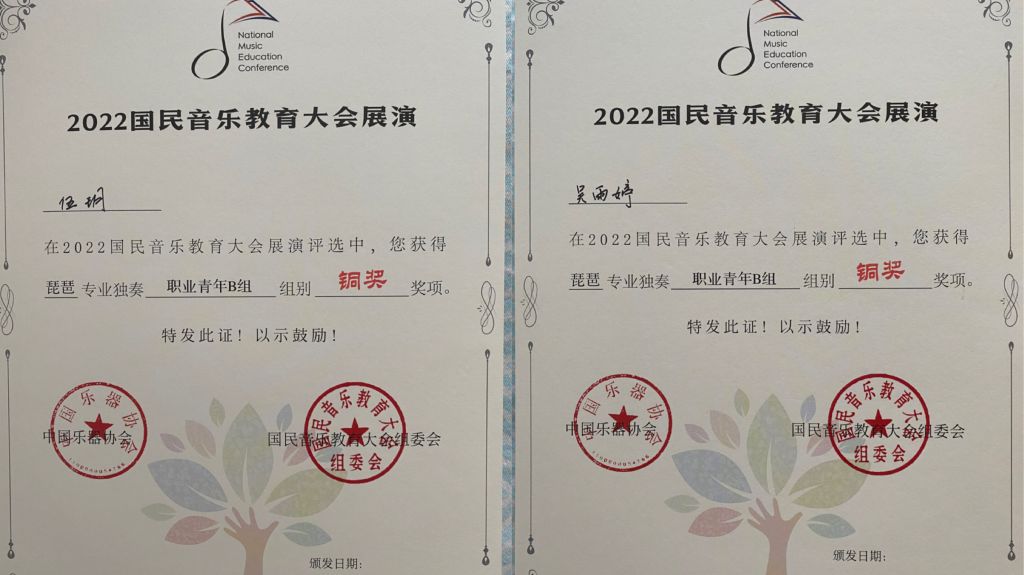 National
Music
Education
Conference
2022国民音乐教育大会展演
伍玥
在2022国民音乐教育大会展演评选中，您获得
琵琶 专业独奏 职业青年B组 组别 铜奖 奖项。
特发此证！以示鼓励！
中国乐器协会
中国乐器协会
国民音乐教育大会组委会
国民音乐教育大会
组委会
颁发日期：
National
Music
Education
Conference
2022国民音乐教育大会展演
吴雨婷
在2022国民音乐教育大会展演评选中，您获得
琵琶 专业独奏 职业青年B组 组别 铜奖 奖项。
特发此证！以示鼓励！
中国乐器协会
中国乐器协会
国民音乐教育大会组委会
国民音乐教育大会
组委会
颁发日期：